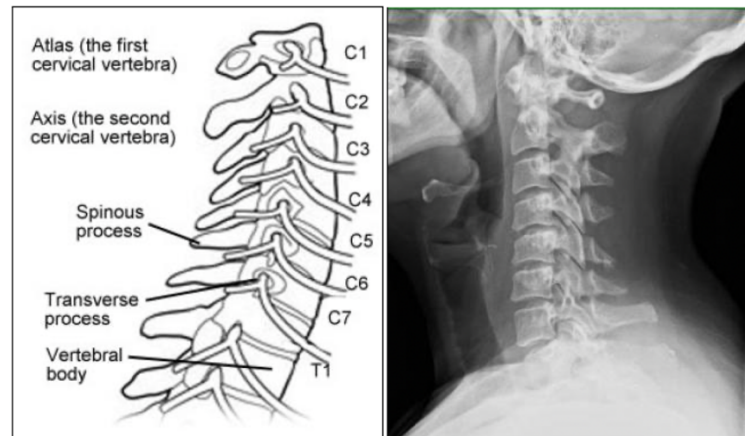 Atlas (the first
cervical vertebra)
Axis (the second
cervical vertebra)
Spinous
process
Transverse
process
Vertebral
body
C1
C2
C3
C4
C5
C6
C7
T1